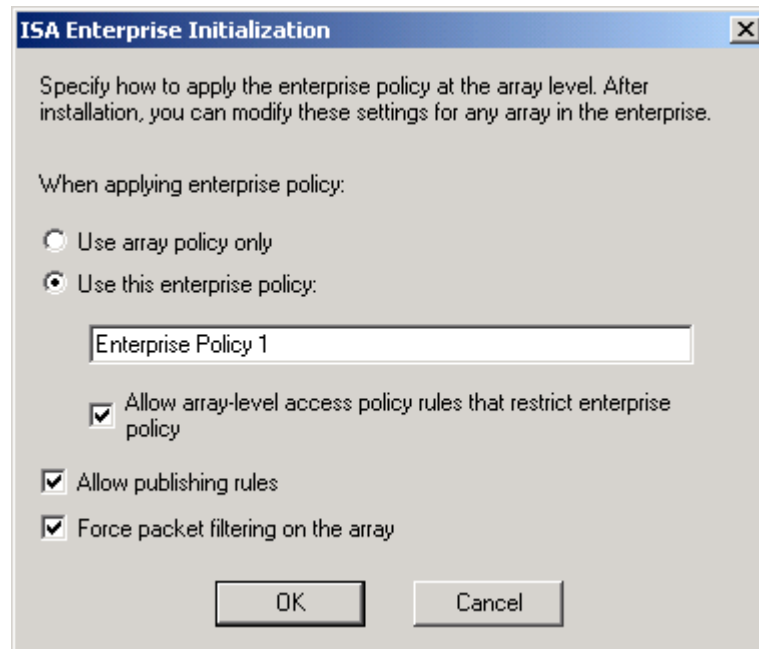 ISA Enterprise Initialization
Specify how to apply the enterprise policy at the array level. After
installation, you can modify these settings for any array in the enterprise.
When applying enterprise policy:
Use array policy only
Use this enterprise policy:
Enterprise Policy 1
Allow array-level access policy rules that restrict enterprise
policy
Allow publishing rules
Force packet filtering on the array
OK
Cancel